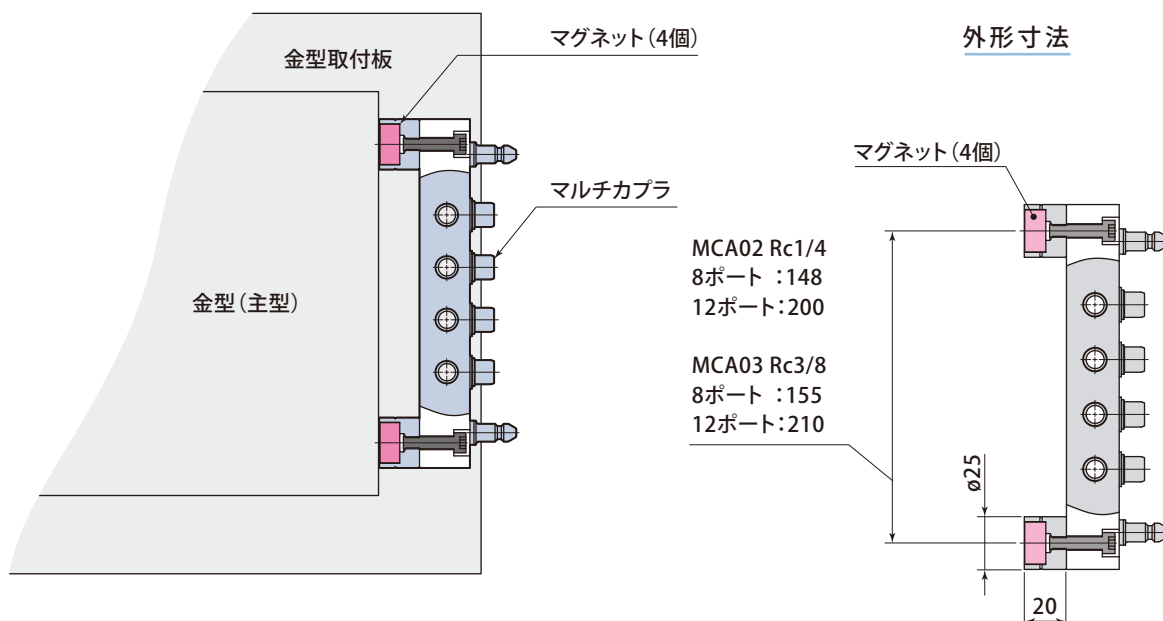 金型取付板
マグネット（4個）
マルチカプラ
金型（主型）
外形寸法
マグネット（4個）
MCA02 Rc1/4
8ポート ：148
12ポート：200
MCA03 Rc3/8
8ポート ：155
12ポート：210
ø25
20